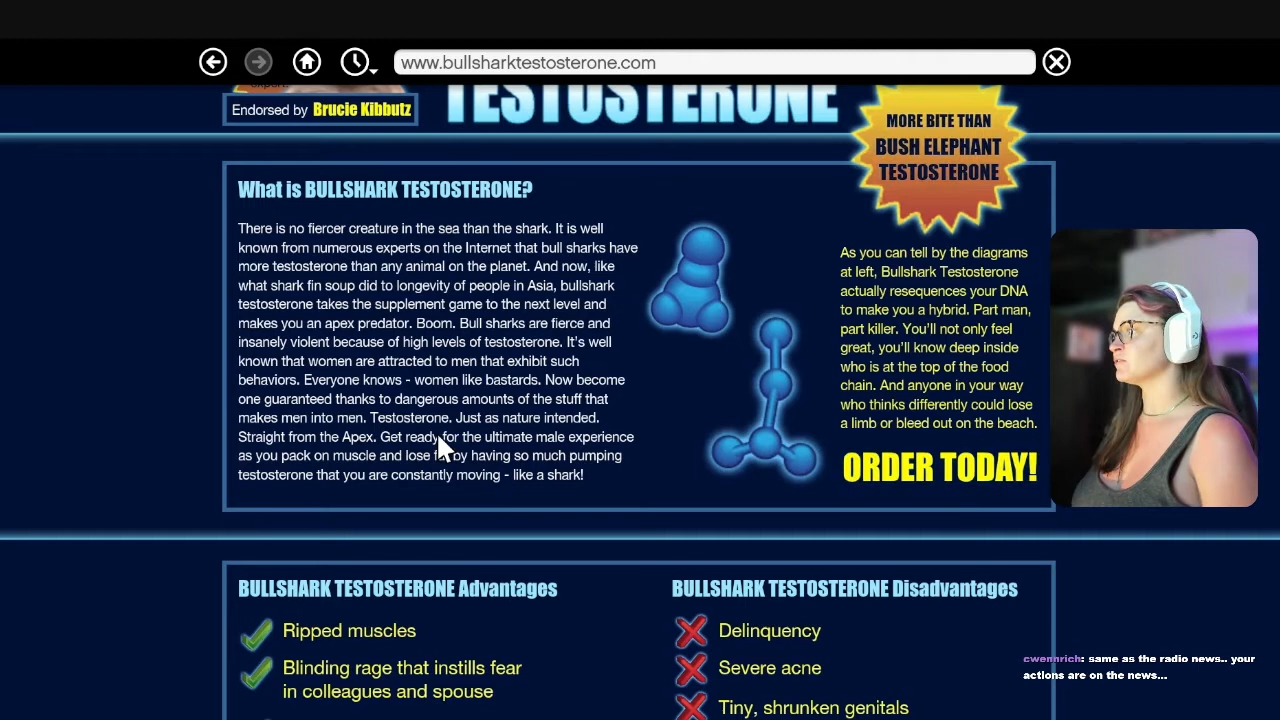 www.bullsharktestosterone.com
expert.
Endorsed by Brucie Kibbutz
TESTOSTERONE
MORE BITE THAN
BUSH ELEPHANT
TESTOSTERONE
What is BULLSHARK TESTOSTERONE?
There is no fiercer creature in the sea than the shark. It is well
known from numerous experts on the Internet that bull sharks have
more testosterone than any animal on the planet. And now, like
what shark fin soup did to longevity of people in Asia, bullshark
testosterone takes the supplement game to the next level and
makes you an apex predator. Boom. Bull sharks are fierce and
insanely violent because of high levels of testosterone. It's well
known that women are attracted to men that exhibit such
behaviors. Everyone knows - women like bastards. Now become
one guaranteed thanks to dangerous amounts of the stuff that
makes men into men. Testosterone. Just as nature intended.
Straight from the Apex. Get ready for the ultimate male experience
as you pack on muscle and lose having so much pumping
testosterone that you are constantly moving - like a shark!
As you can tell by the diagrams
at left, Bullshark Testosterone
actually resequences your DNA
to make you a hybrid. Part man,
part killer. You'll not only feel
great, you'll know deep inside
who is at the top of the food
chain. And anyone in your way
who thinks differently could lose
a limb or bleed out on the beach.
ORDER TODAY!
BULLSHARK TESTOSTERONE Advantages
Ripped muscles
Blinding rage that instills fear
in colleagues and spouse
BULLSHARK TESTOSTERONE Disadvantages
Delinquency
Severe acne
Tiny, shrunken genitals
cwennrich: same as the radio news.. your
actions are on the news...